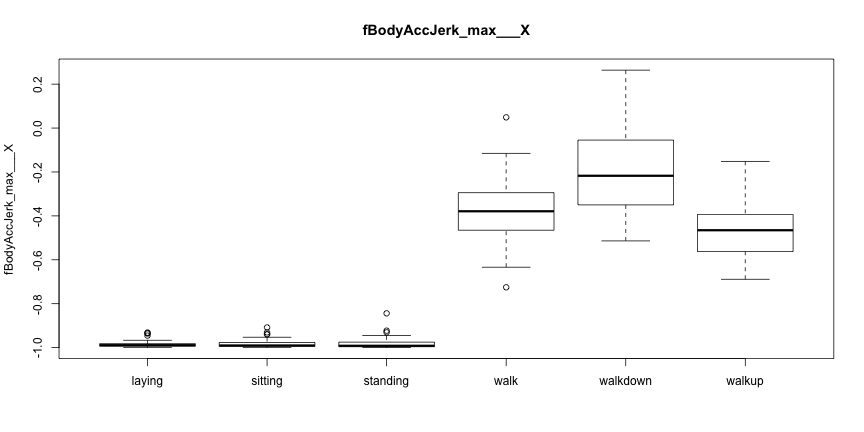 fBodyAccJerk_max___X
fBodyAccJerk_max___X
0.2
0.0
-0.2
-0.4
-0.6
-0.8
-1.0
laying sitting standing walk walkdown walkup